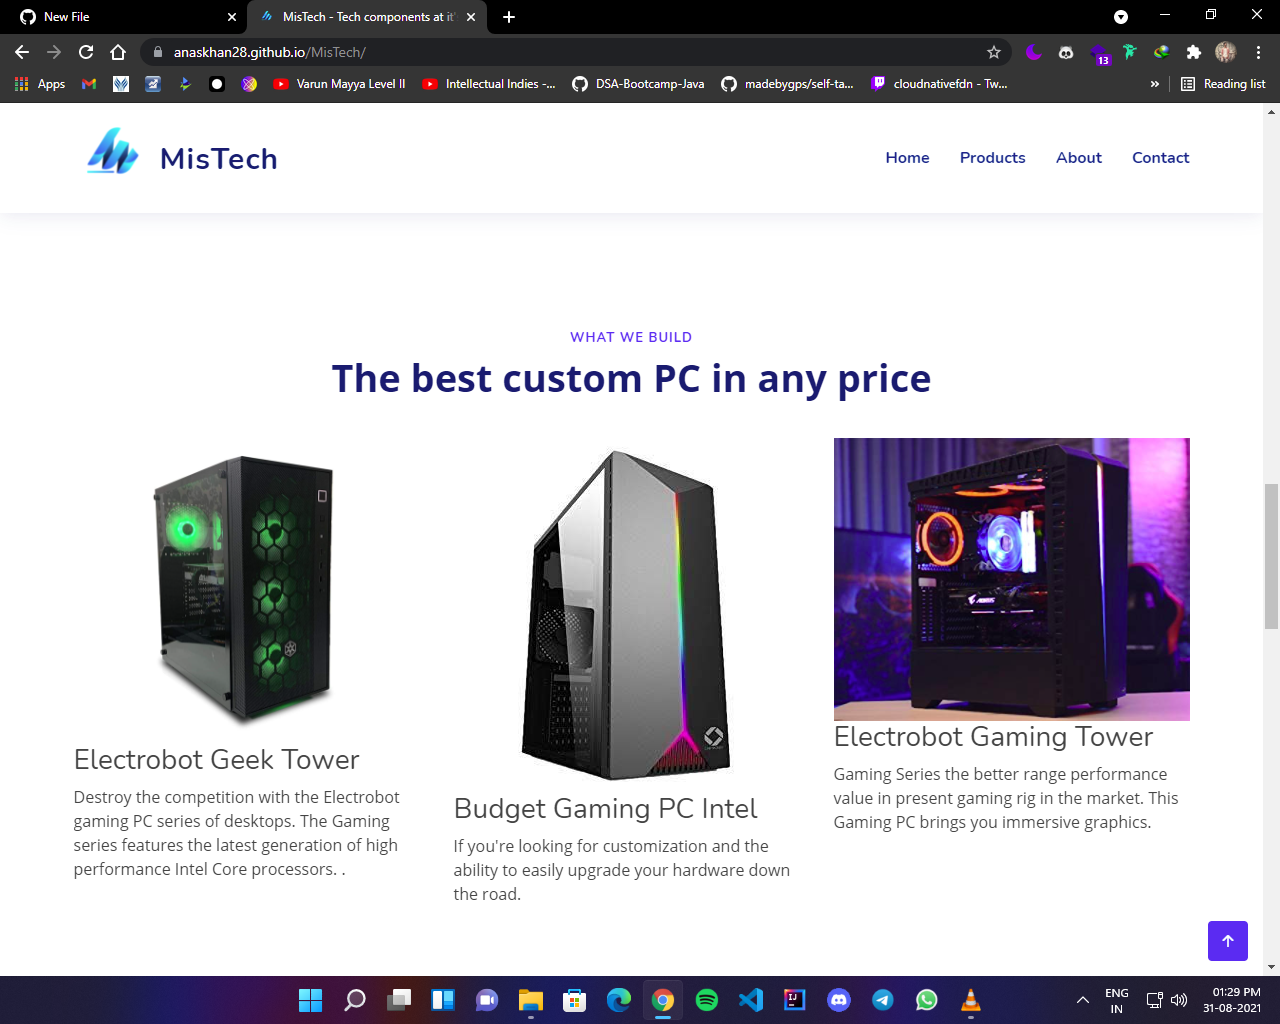 New File
MisTech - Tech components at it'
anaskhan28.github.io/MisTech/
13
Apps
Varun Mayya Level II
Intellectual Indies -...
DSA-Bootcamp-Java
madebygps/self-ta...
cloudnativefdn - Tw...
»
Reading list
MisTech
Home
Products
About
Contact
WHAT WE BUILD
The best custom PC in any price
Electrobot Geek Tower
Destroy the competition with the Electrobot
gaming PC series of desktops. The Gaming
series features the latest generation of high
performance Intel Core processors. .
Budget Gaming PC Intel
If you're looking for customization and the
ability to easily upgrade your hardware down
the road.
AORUS
Electrobot Gaming Tower
Gaming Series the better range performance
value in present gaming rig in the market. This
Gaming PC brings you immersive graphics.
ENG
IN
01:29 PM
31-08-2021